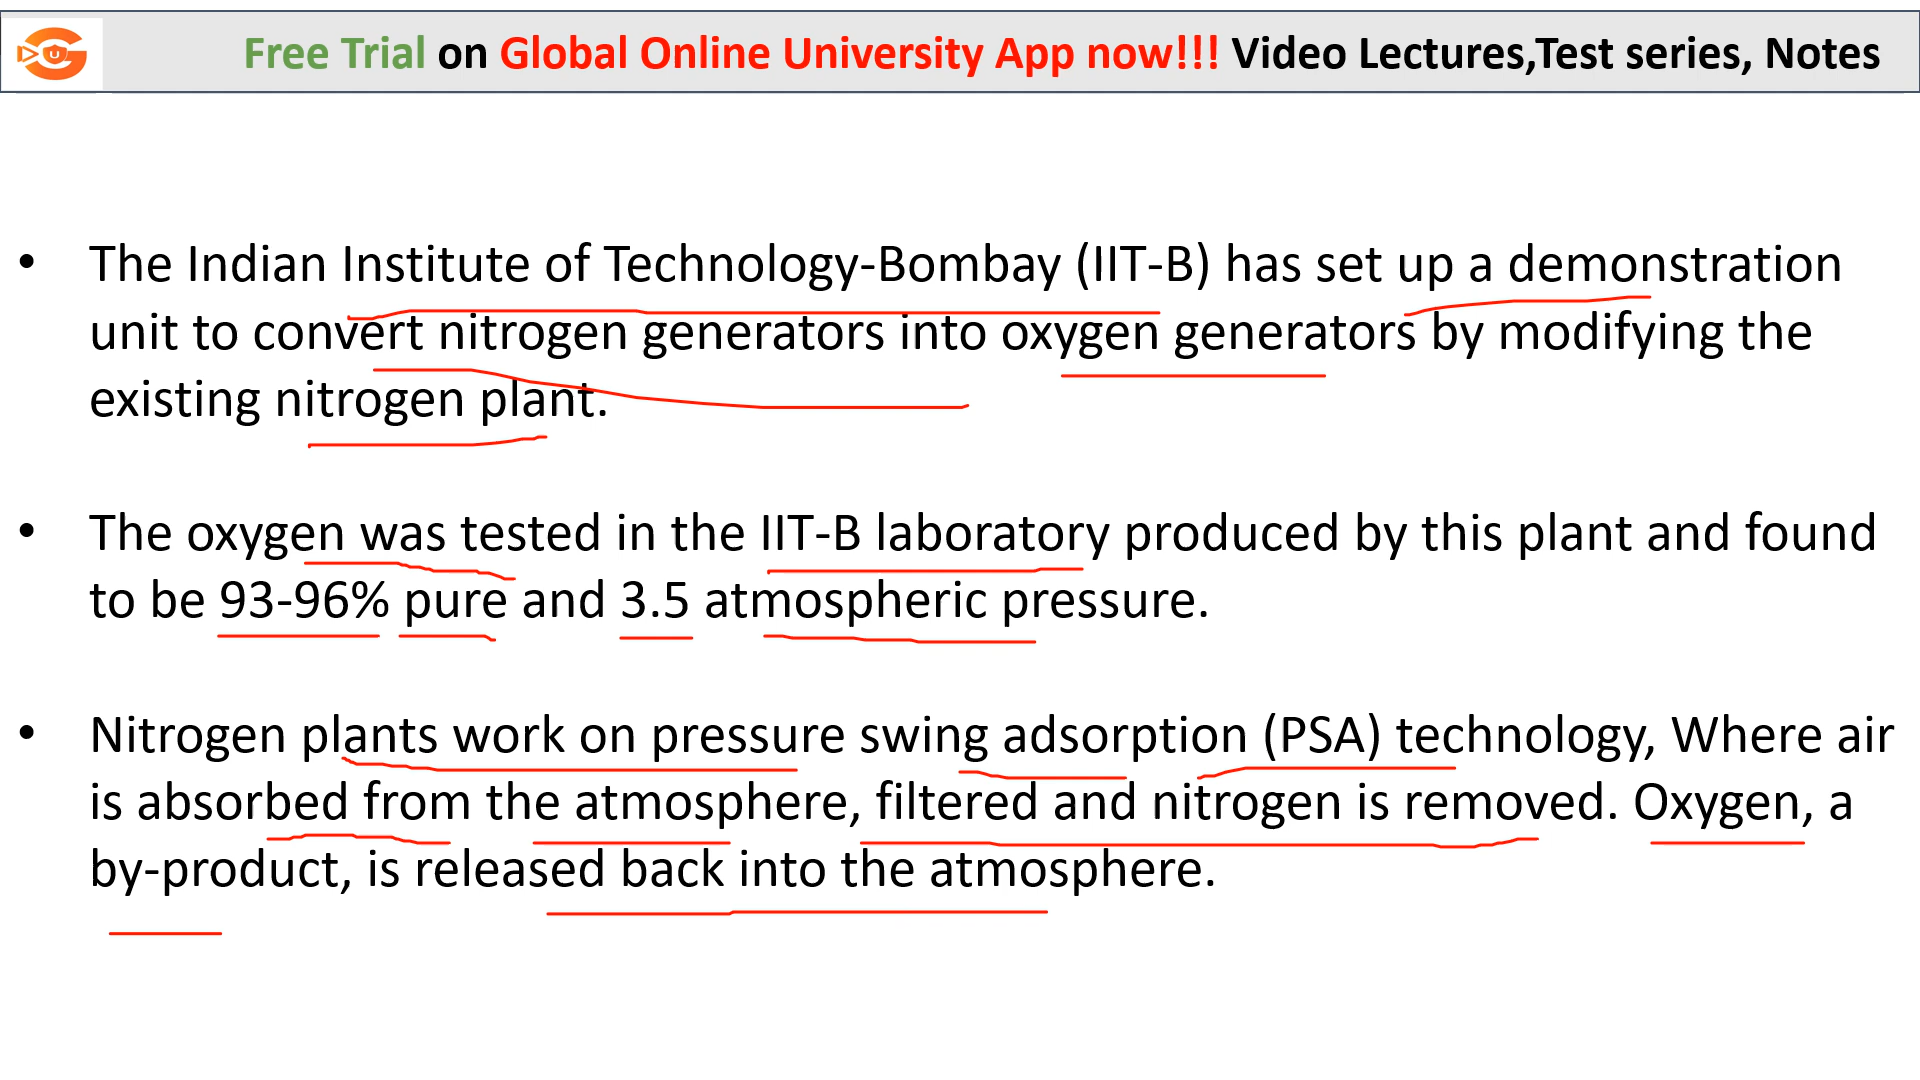 Free Trial on Global Online University App now!!! Video Lectures,Test series, Notes
U
• The Indian Institute of Technology-Bombay (IIT-B) has set up a demonstration
unit to convert nitrogen generators into oxygen generators by modifying the
existing nitrogen plant.
• The oxygen was tested in the IIT-B laboratory produced by this plant and found
to be 93-96% pure and 3.5 atmospheric pressure.
• Nitrogen plants work on pressure swing adsorption (PSA) technology, Where air
is absorbed from the atmosphere, filtered and nitrogen is removed. Oxygen, a
by-product, is released back into the atmosphere.